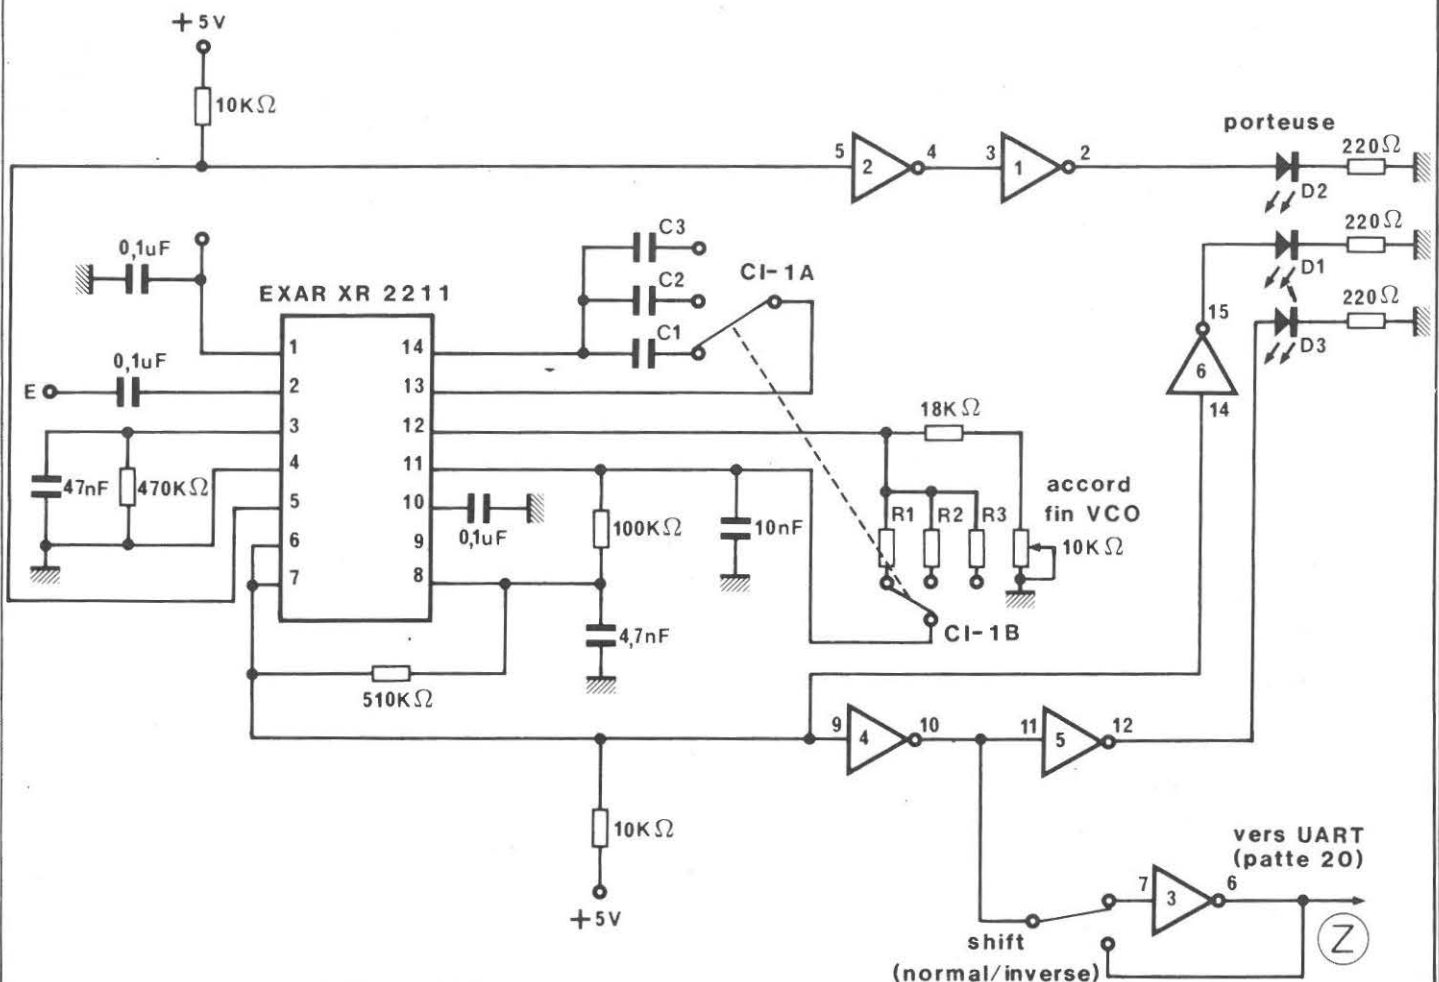 +5V
10KΩ
porteuse
5
2
4
3
1
2
220Ω
D2
0,1uF
C3
220Ω
D1
CI-1A
EXAR XR 2211
C2
220Ω
15
C1
D3
1
14
0,1uF
6
E
2
13
14
18KΩ
3
12
4
11
accord
fin VCO
47nF
470KΩ
5
10
R1
R2
R3
0,1uF
100KΩ
10nF
10KΩ
6
9
7
8
4,7nF
CI-1B
510KΩ
9
4
10
11
5
12
10KΩ
vers UART
(patte 20)
7
3
6
+5V
shift
(normal/inverse)
Z